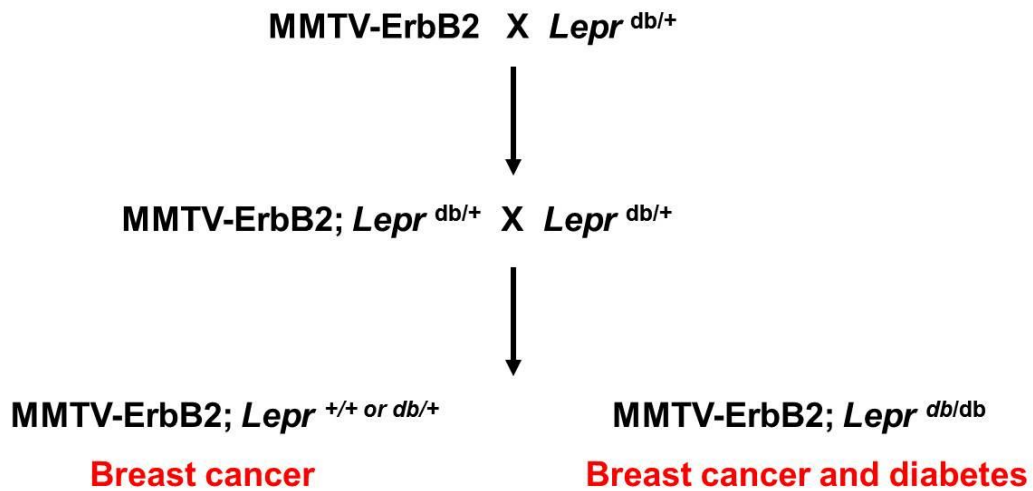 MMTV-ErbB2 X Lepr db/+
MMTV-ErbB2; Lepr db/+ X Lepr db/+
MMTV-ErbB2; Lepr +/+ or db/+ MMTV-ErbB2; Lepr db/db
Breast cancer Breast cancer and diabetes